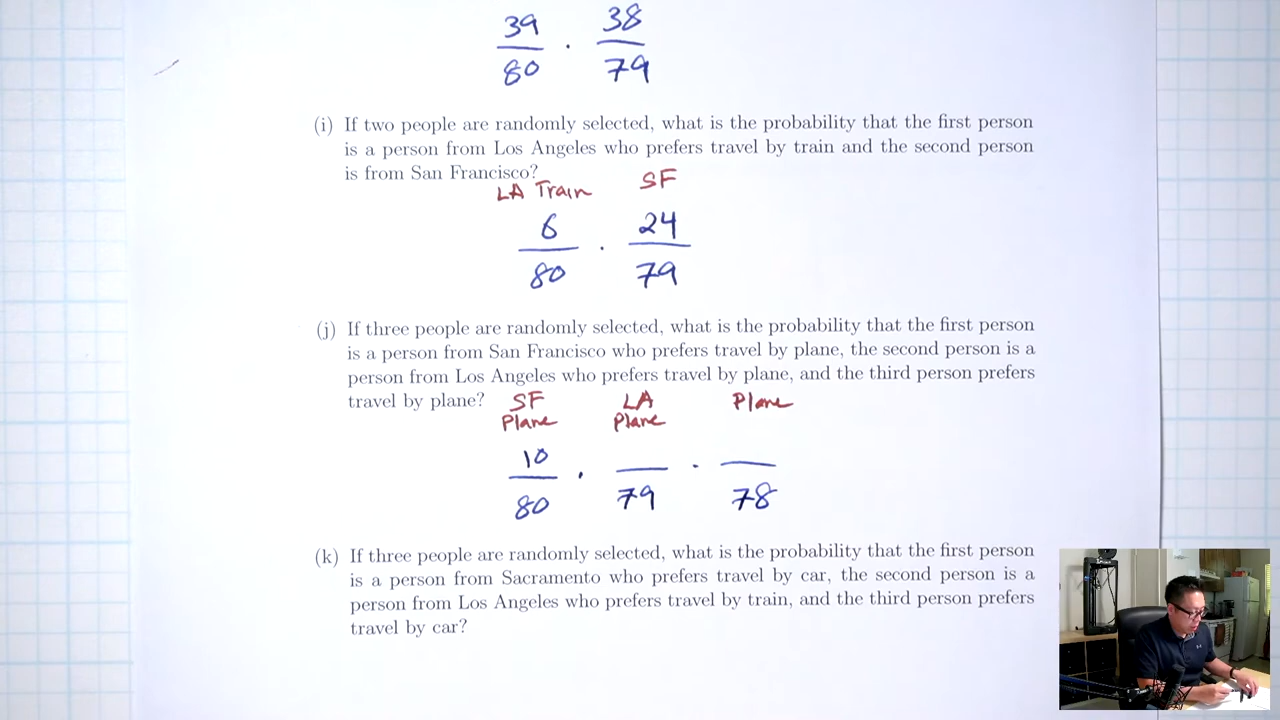 39 . 38
80 79
(i) If two people are randomly selected, what is the probability that the first person
is a person from Los Angeles who prefers travel by train and the second person
is from San Francisco?
LA Train SF
6 . 24
80 79
(j) If three people are randomly selected, what is the probability that the first person
is a person from San Francisco who prefers travel by plane, the second person is a
person from Los Angeles who prefers travel by plane, and the third person prefers
travel by plane? SF LA Plane
Plane Plane
10 . .
80 79 78
(k) If three people are randomly selected, what is the probability that the first person
is a person from Sacramento who prefers travel by car, the second person is a
person from Los Angeles who prefers travel by train, and the third person prefers
travel by car?